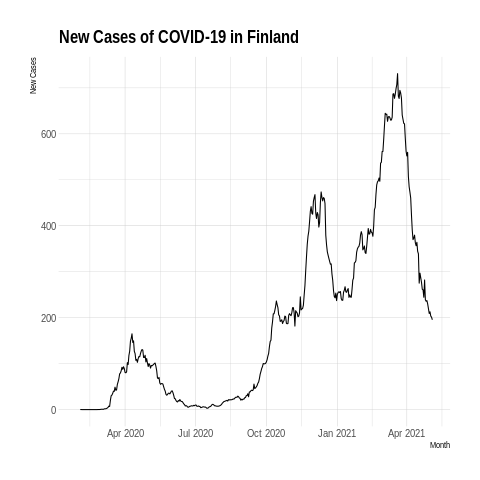 New Cases of COVID-19 in Finland
New Cases
600
400
200
0
Apr 2020 Jul 2020 Oct 2020 Jan 2021 Apr 2021
Month